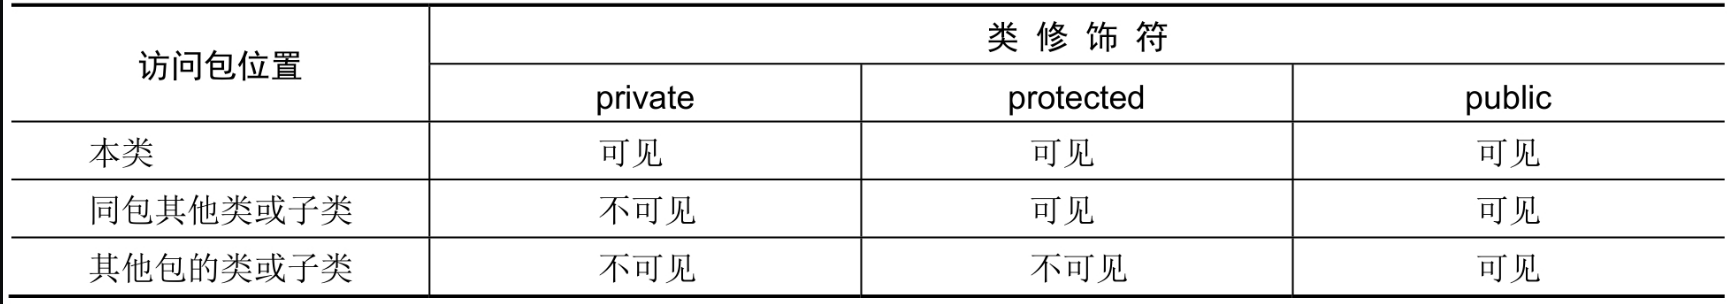 访问包位置
类修饰符
private protected public
本类 可见 可见 可见
同包其他类或子类 不可见 可见 可见
其他包的类或子类 不可见 不可见 可见